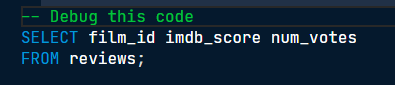 -- Debug this code
SELECT film_id imdb_score num_votes
FROM reviews;